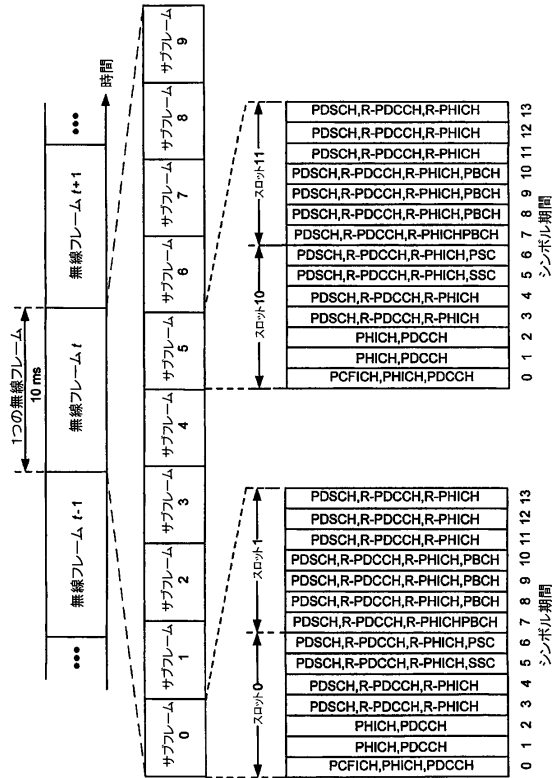 1つの無線フレーム
10 ms
••• 無線フレーム t-1 無線フレーム t 無線フレーム t+1 •••
時間
サブフレーム 0 サブフレーム 1 サブフレーム 2 サブフレーム 3 サブフレーム 4 サブフレーム 5 サブフレーム 6 サブフレーム 7 サブフレーム 8 サブフレーム 9
スロット0 スロット1
PCFICH,PHICH,PDCCH
PHICH,PDCCH
PHICH,PDCCH
PDSCH,R-PDCCH,R-PHICH
PDSCH,R-PDCCH,R-PHICH
PDSCH,R-PDCCH,R-PHICH,SSC
PDSCH,R-PDCCH,R-PHICH,PSC
PDSCH,R-PDCCH,R-PHICHPBCH
PDSCH,R-PDCCH,R-PHICH,PBCH
PDSCH,R-PDCCH,R-PHICH,PBCH
PDSCH,R-PDCCH,R-PHICH,PBCH
PDSCH,R-PDCCH,R-PHICH
PDSCH,R-PDCCH,R-PHICH
PDSCH,R-PDCCH,R-PHICH
0 1 2 3 4 5 6 7 8 9 10 11 12 13
シンボル期間
スロット10 スロット11
PCFICH,PHICH,PDCCH
PHICH,PDCCH
PHICH,PDCCH
PDSCH,R-PDCCH,R-PHICH
PDSCH,R-PDCCH,R-PHICH
PDSCH,R-PDCCH,R-PHICH,SSC
PDSCH,R-PDCCH,R-PHICH,PSC
PDSCH,R-PDCCH,R-PHICHPBCH
PDSCH,R-PDCCH,R-PHICH,PBCH
PDSCH,R-PDCCH,R-PHICH,PBCH
PDSCH,R-PDCCH,R-PHICH,PBCH
PDSCH,R-PDCCH,R-PHICH
PDSCH,R-PDCCH,R-PHICH
PDSCH,R-PDCCH,R-PHICH
0 1 2 3 4 5 6 7 8 9 10 11 12 13
シンボル期間